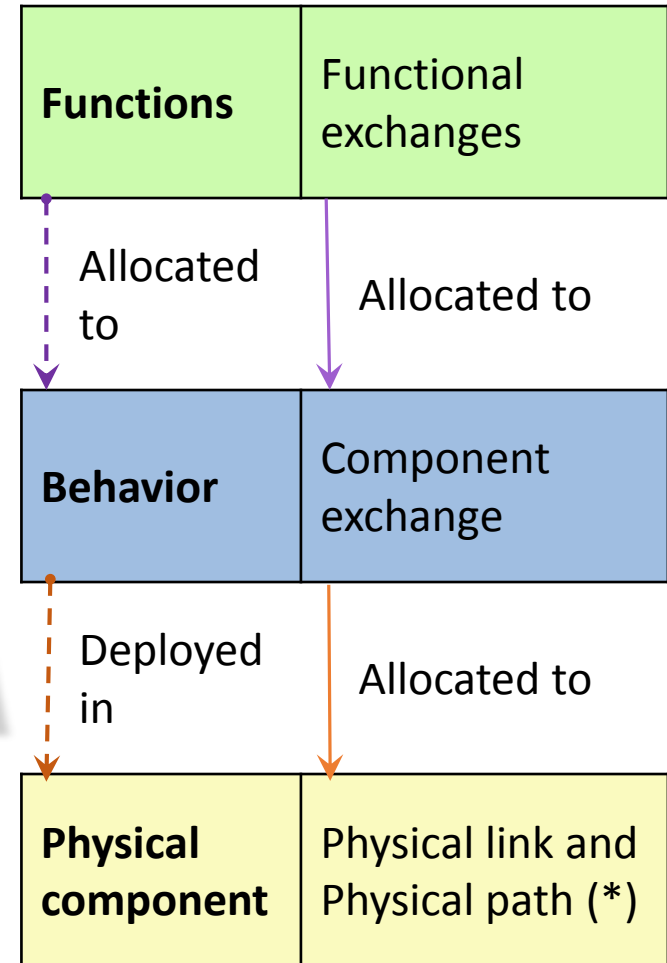 Functions
Functional
exchanges
Allocated
to
Allocated to
Behavior
Component
exchange
Deployed
in
Allocated to
Physical
component
Physical link and
Physical path (*)